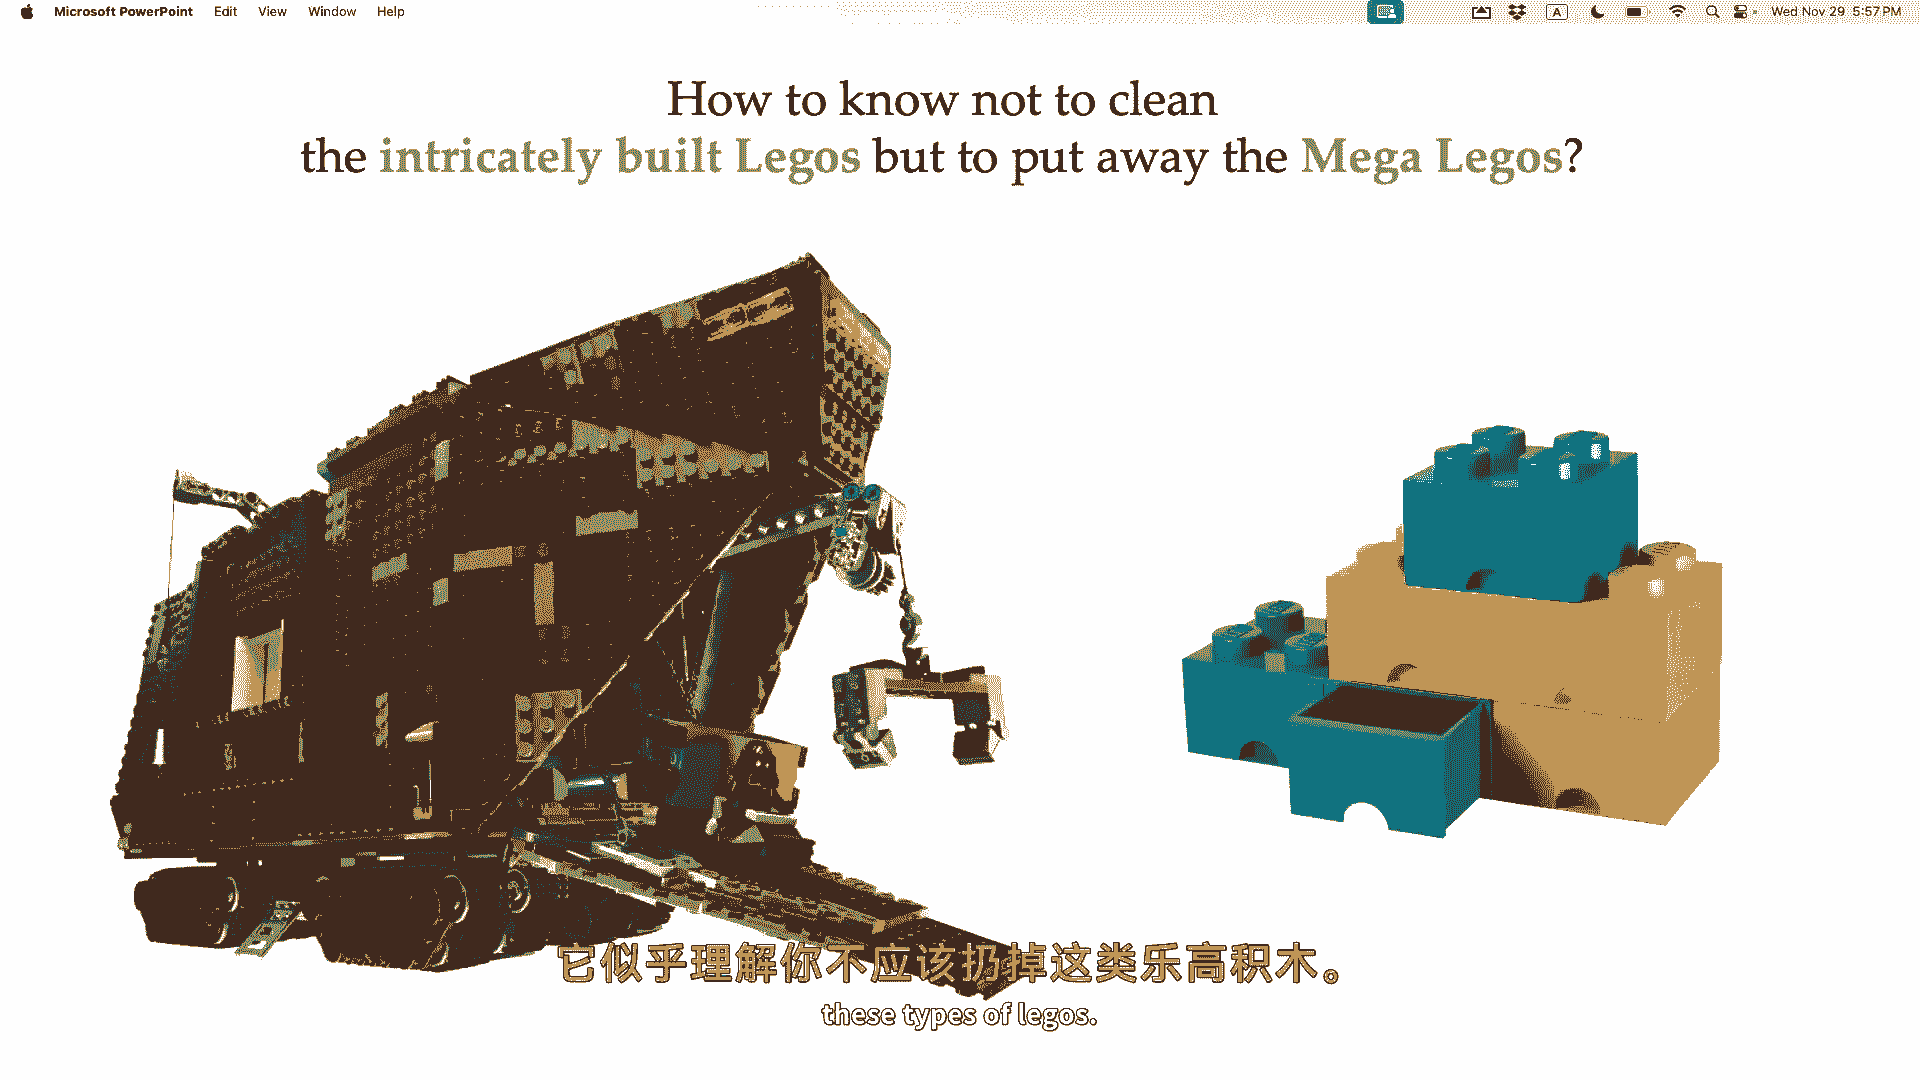 Microsoft PowerPoint Edit View Window Help
A Wed Nov 29 5:57 PM
How to know not to clean
the intricately built Legos but to put away the Mega Legos?
它似乎理解你不应该扔掉这类乐高积木。
these types of legos.